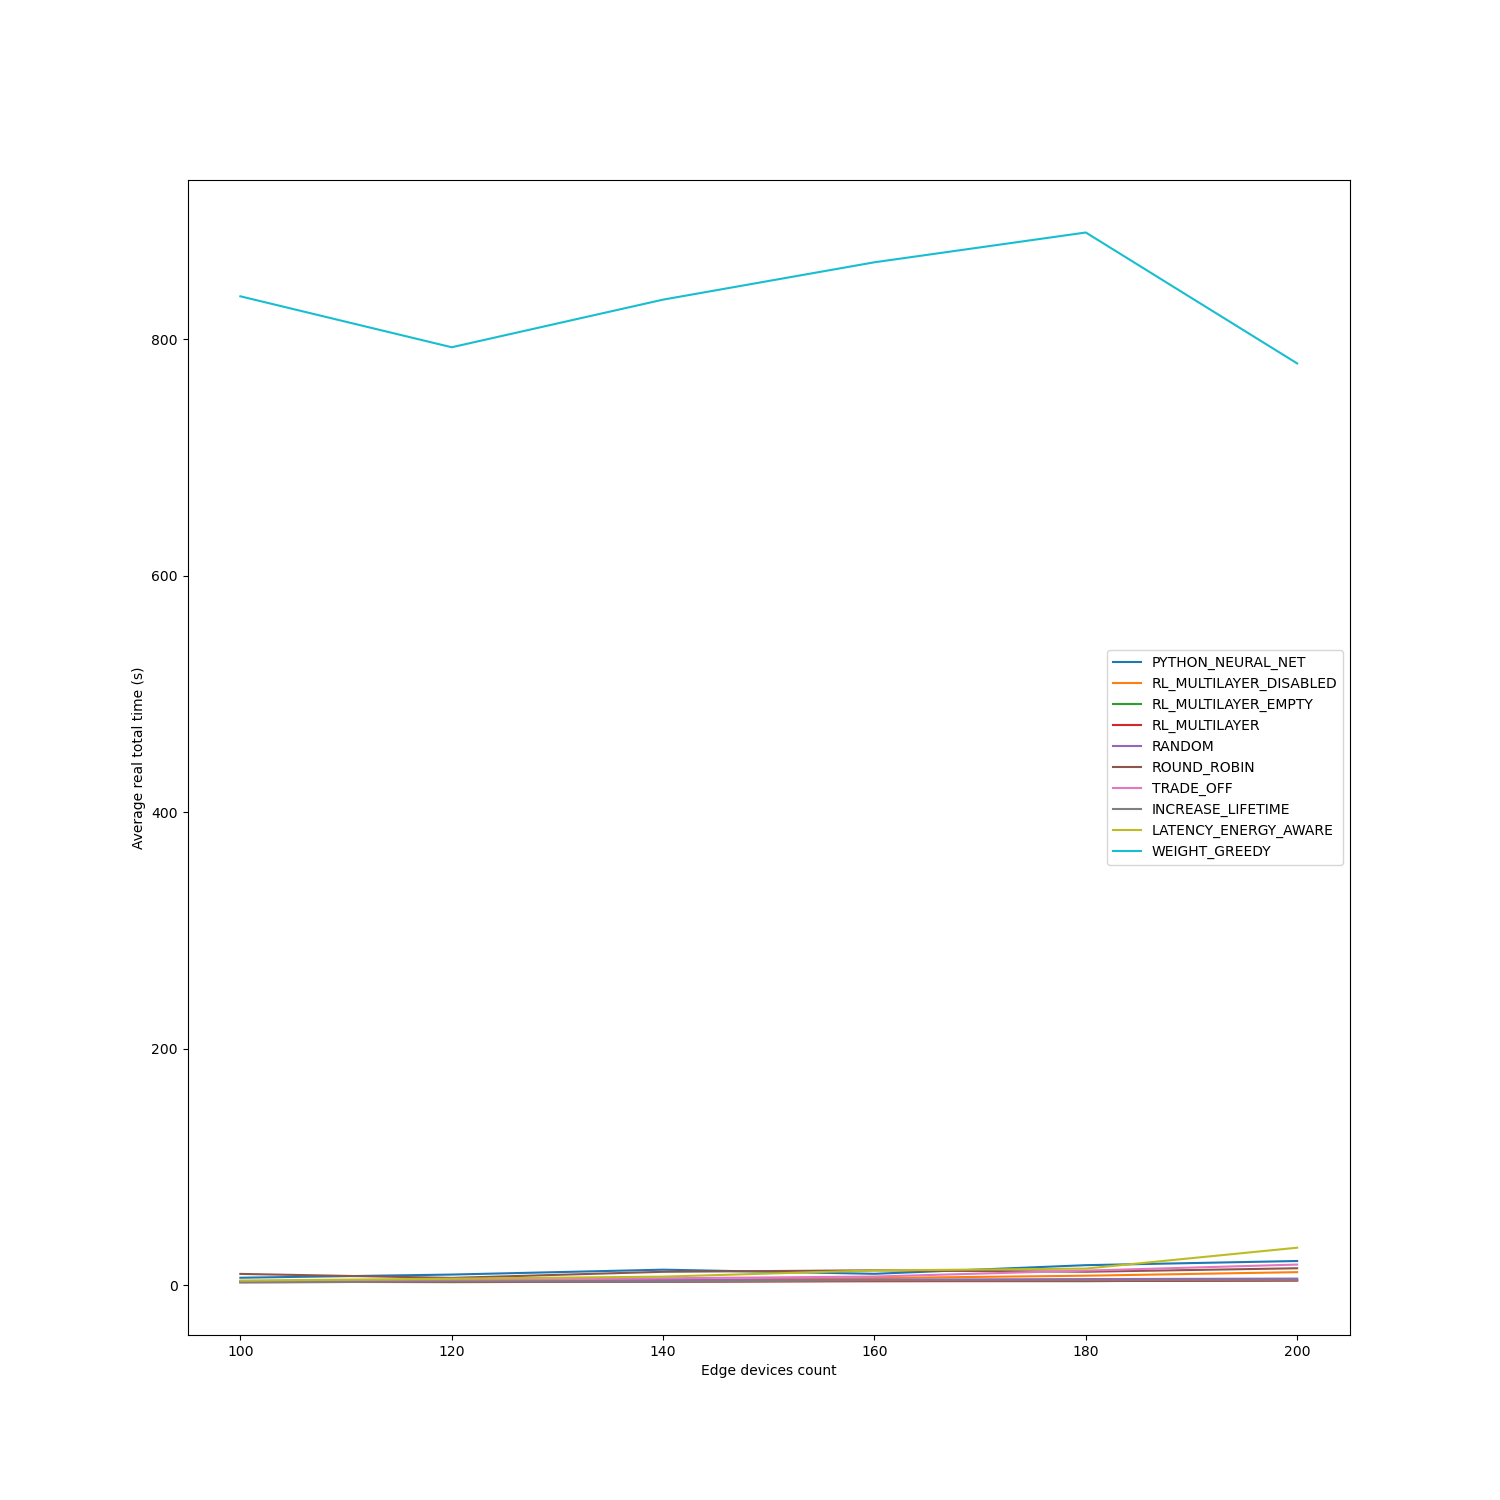 800
600
400
200
0
Average real total time (s)
100 120 140 160 180 200
Edge devices count
PYTHON_NEURAL_NET
RL_MULTILAYER_DISABLED
RL_MULTILAYER_EMPTY
RL_MULTILAYER
RANDOM
ROUND_ROBIN
TRADE_OFF
INCREASE_LIFETIME
LATENCY_ENERGY_AWARE
WEIGHT_GREEDY